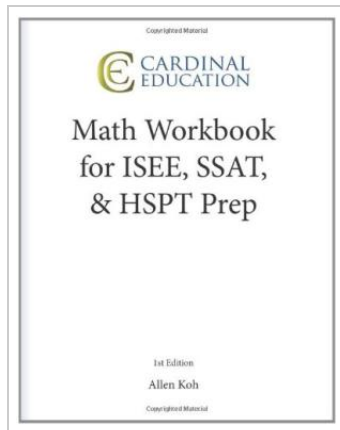 Copyrighted Material
CARDINAL
EDUCATION
Math Workbook
for ISEE, SSAT,
& HSPT Prep
1st Edition
Allen Koh
Copyrighted Material